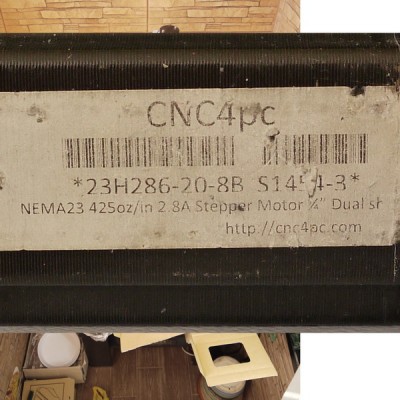 CNC4pc
*23H286-20-8B S14 4-3*
NEMA23 425oz/in 2.8A Stepper Motor ¼" Dual
http://cnc4pc.com